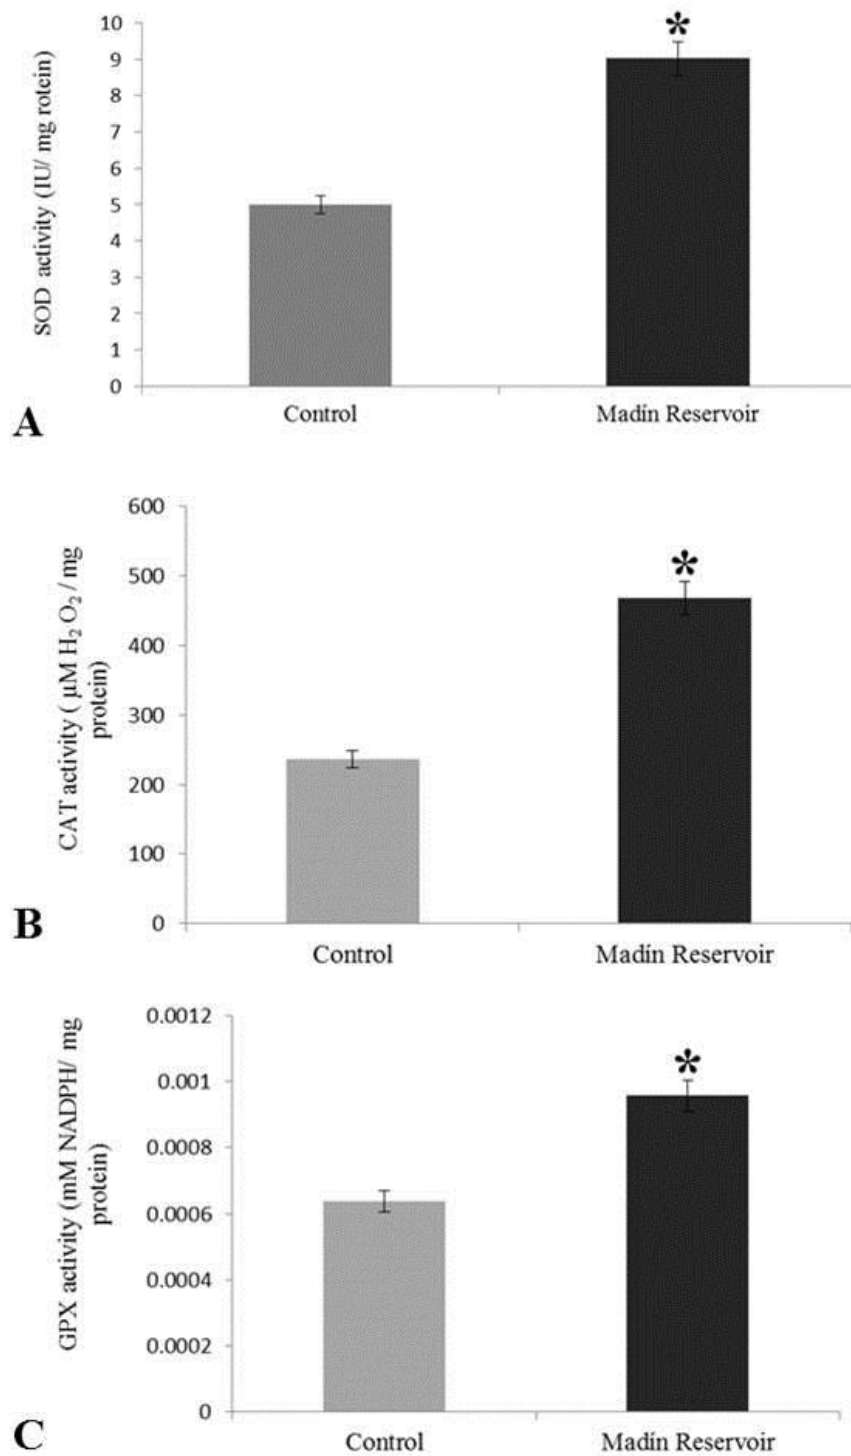 10
9
8
7
6
5
4
3
2
1
0
SOD activity (IU/ mg rotein)
*
Control Madín Reservoir
A
600
500
400
300
200
100
0
CAT activity ( µM H₂ O₂ / mg
protein)
*
Control Madín Reservoir
B
0.0012
0.001
0.0008
0.0006
0.0004
0.0002
0
GPX activity (mM NADPH/ mg
protein)
*
Control Madín Reservoir
C